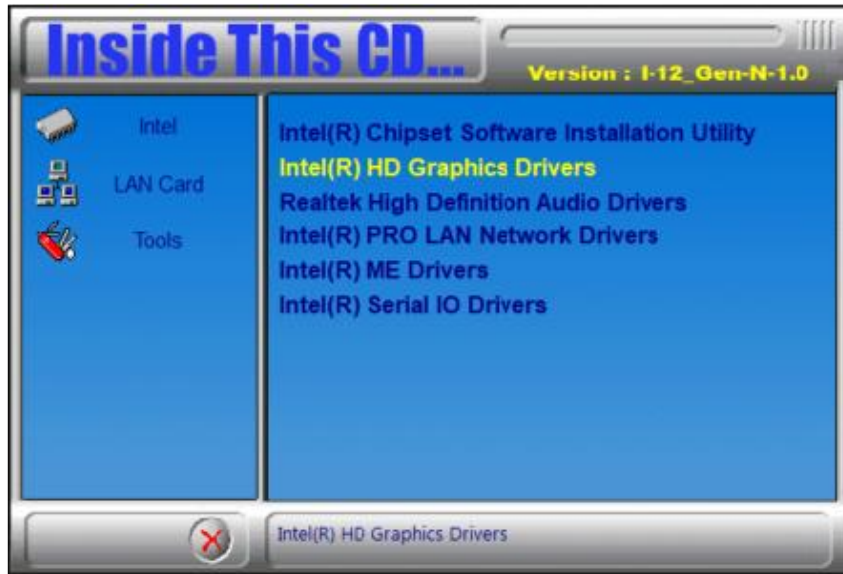 Inside This CD...
Version : I-12_Gen-N-1.0
Intel
LAN Card
Tools
Intel(R) Chipset Software Installation Utility
Intel(R) HD Graphics Drivers
Realtek High Definition Audio Drivers
Intel(R) PRO LAN Network Drivers
Intel(R) ME Drivers
Intel(R) Serial IO Drivers
Intel(R) HD Graphics Drivers